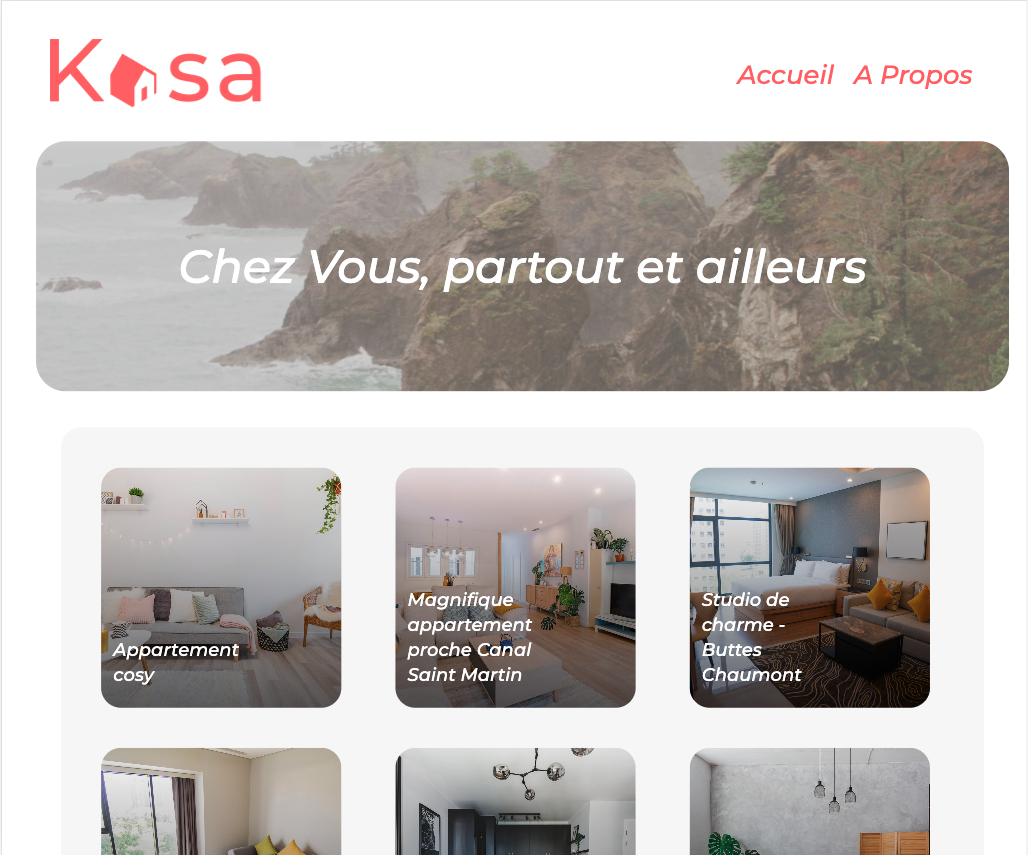 Kasa
Accueil A Propos
Chez Vous, partout et ailleurs
Appartement
cosy
Magnifique
appartement
proche Canal
Saint Martin
Studio de
charme -
Buttes
Chaumont